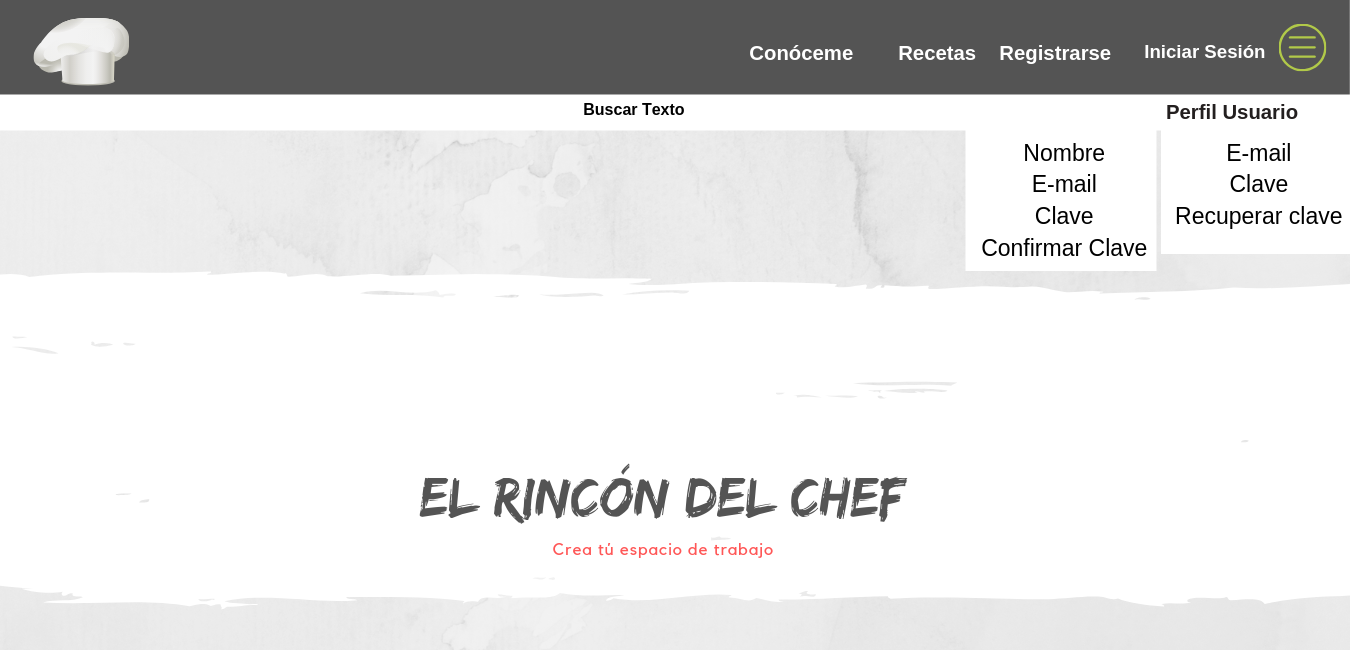 Conóceme Recetas Registrarse Iniciar Sesión
Buscar Texto
Perfil Usuario
Nombre
E-mail
Clave
Confirmar Clave
E-mail
Clave
Recuperar clave
EL RINCÓN DEL CHEF
Crea tú espacio de trabajo